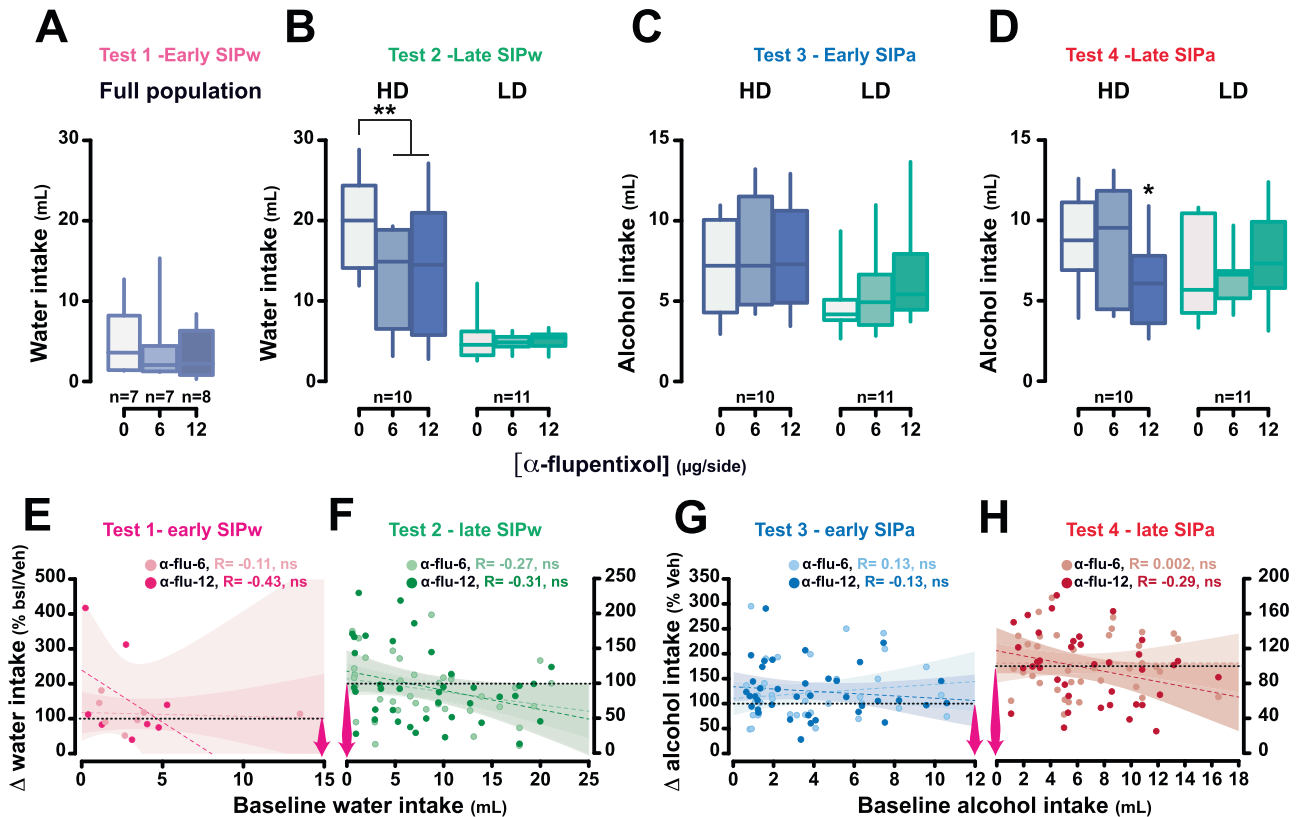 A
Test 1 -Early SIPw
Full population
Water intake (mL)
30
20
10
0
n=7 n=7 n=8
0 6 12
B
Test 2 -Late SIPw
HD LD
**
Water intake (mL)
30
20
10
0
n=10 n=11
0 6 12 0 6 12
C
Test 3 - Early SIPa
HD LD
Alcohol intake (mL)
15
10
5
0
n=10 n=11
0 6 12 0 6 12
D
Test 4 -Late SIPa
HD LD
*
Alcohol intake (mL)
15
10
5
0
n=10 n=11
0 6 12 0 6 12
[α-flupentixol] (µg/side)
E
Test 1- early SIPw
α-flu-6, R= -0.11, ns
α-flu-12, R= -0.43, ns
Δ water intake (% bsl/Veh)
500
400
300
200
100
0
0 5 10 15
F
Test 2 - late SIPw
α-flu-6, R= -0.27, ns
α-flu-12, R= -0.31, ns
250
200
150
100
50
0
0 5 10 15 20 25
Baseline water intake (mL)
G
Test 3 - early SIPa
α-flu-6, R= 0.13, ns
α-flu-12, R= -0.13, ns
Δ alcohol intake (% Veh)
350
300
250
200
150
100
50
0
0 2 4 6 8 10 12
H
Test 4 - late SIPa
α-flu-6, R= 0.002, ns
α-flu-12, R= -0.29, ns
200
160
120
80
40
0
0 2 4 6 8 10 12 14 16 18
Baseline alcohol intake (mL)